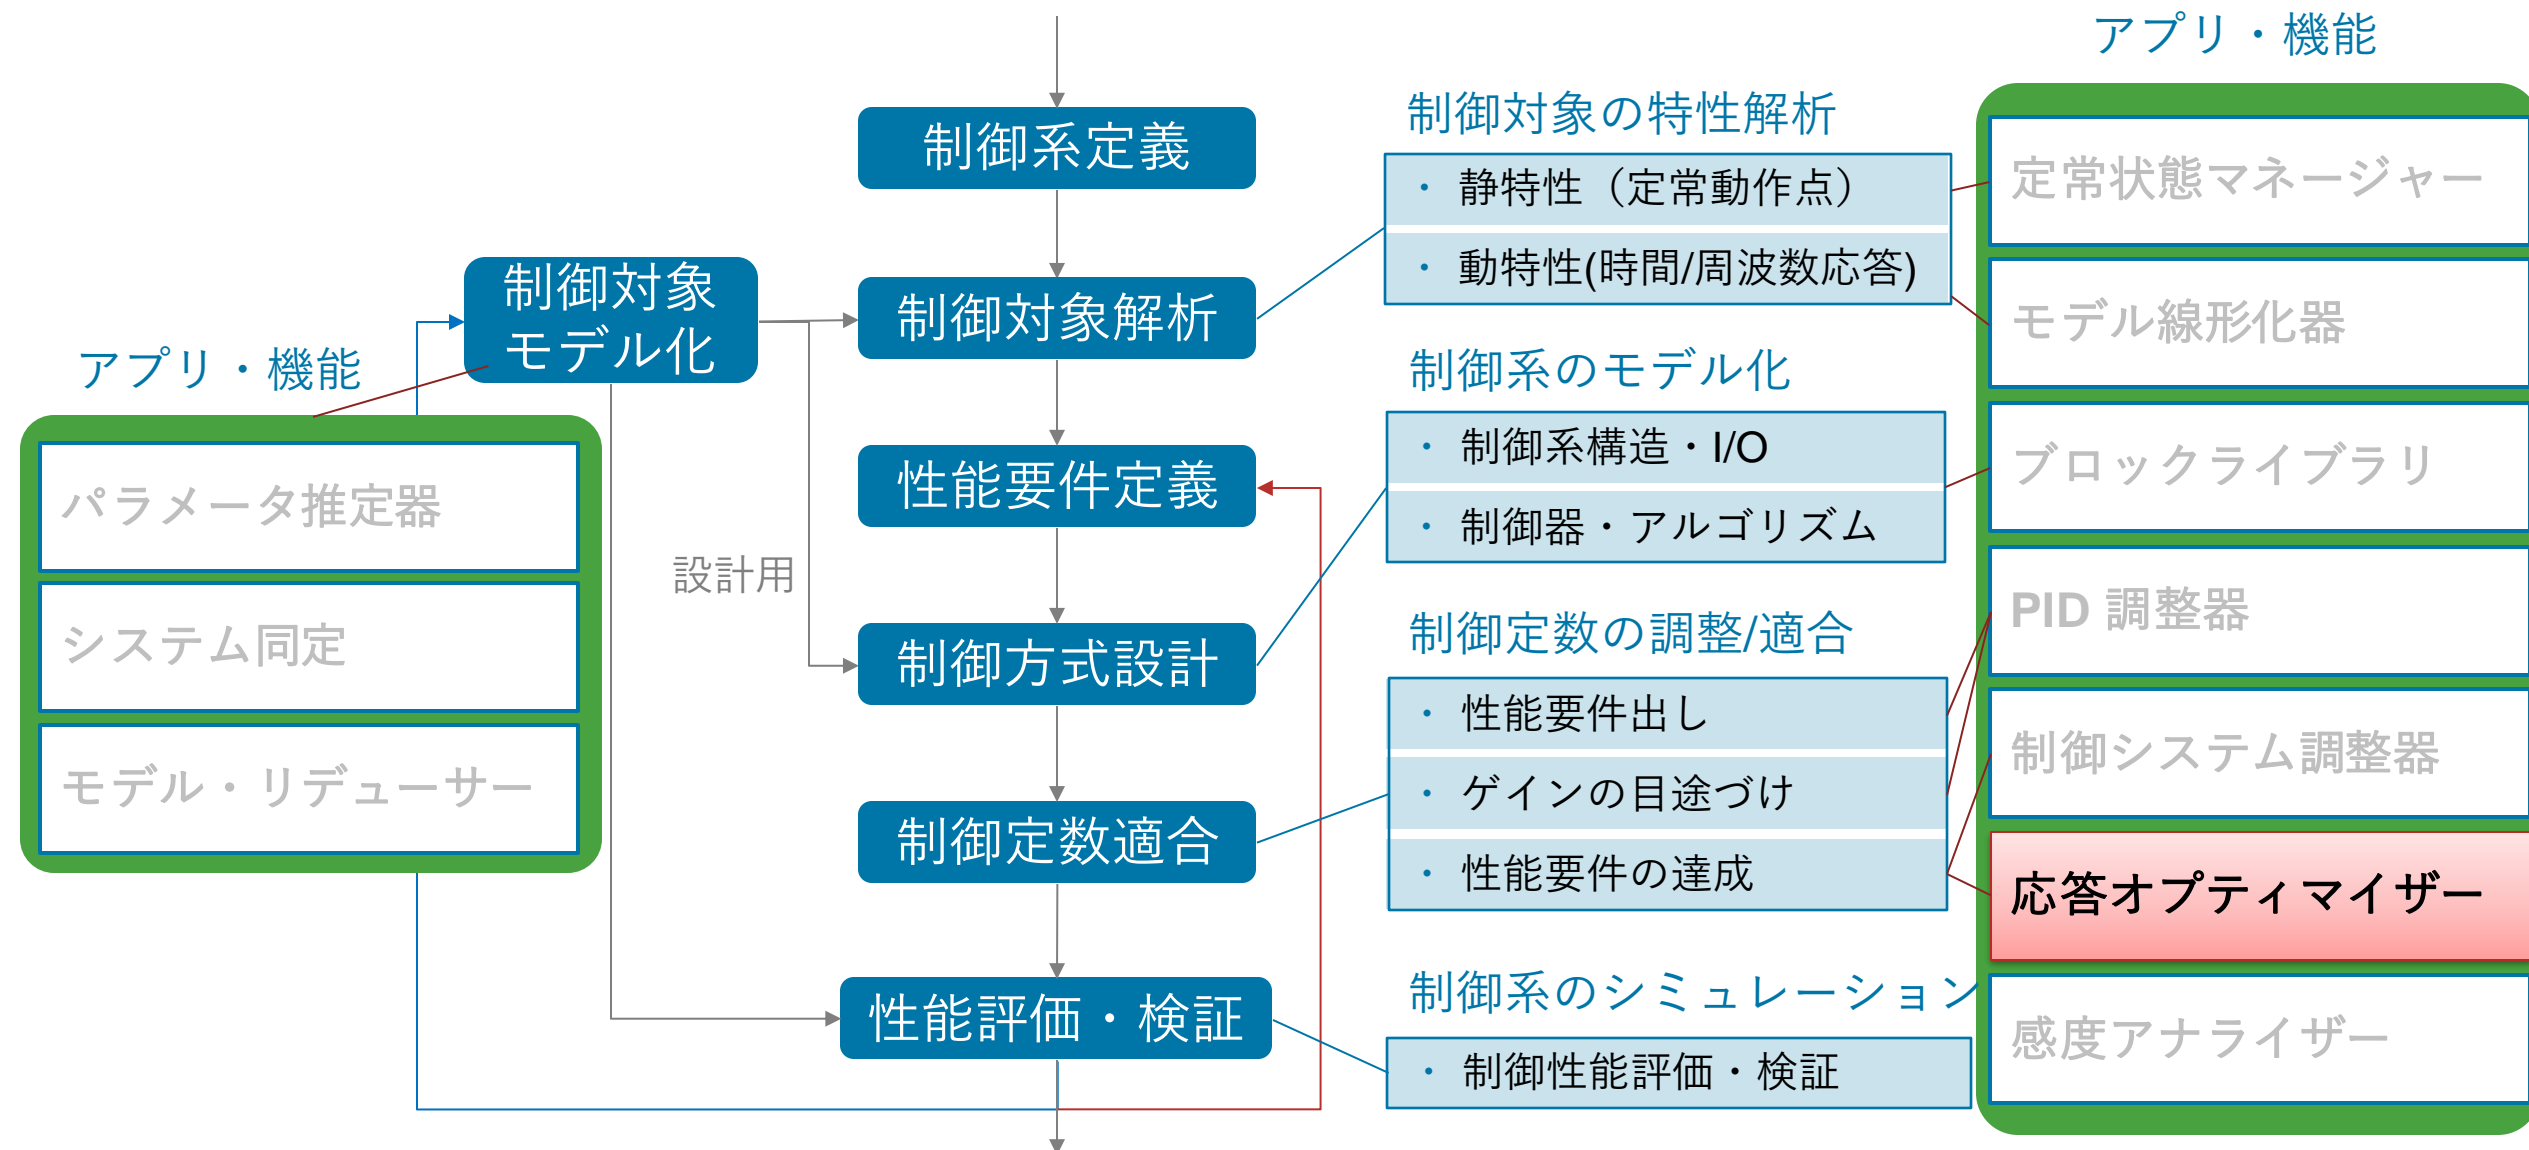 アプリ・機能
制御系定義
制御対象の特性解析
・ 静特性（定常動作点）
・ 動特性(時間/周波数応答)
定常状態マネージャー
制御対象
モデル化
制御対象解析
モデル線形化器
アプリ・機能
制御系のモデル化
・ 制御系構造・I/O
・ 制御器・アルゴリズム
ブロックライブラリ
パラメータ推定器
性能要件定義
設計用
PID 調整器
システム同定
制御方式設計
制御定数の調整/適合
・ 性能要件出し
・ ゲインの目途づけ
・ 性能要件の達成
制御システム調整器
モデル・リデューサー
制御定数適合
応答オプティマイザー
性能評価・検証
制御系のシミュレーション
・ 制御性能評価・検証
感度アナライザー